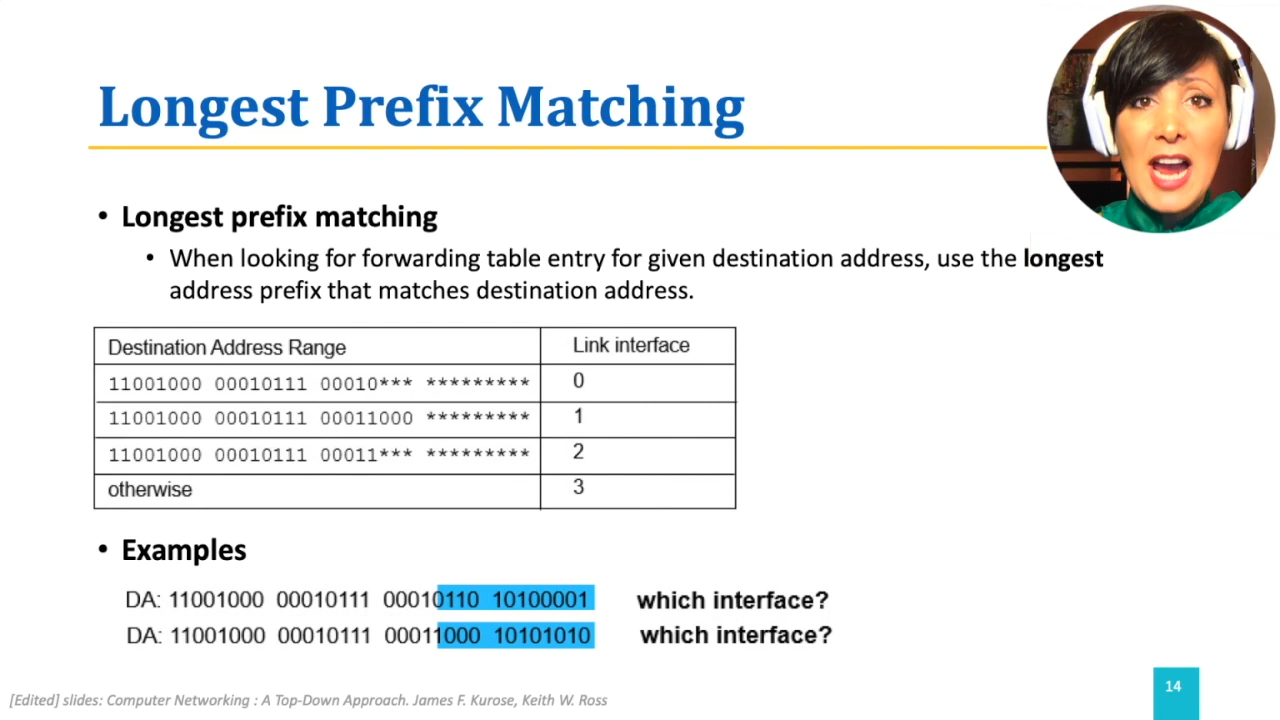 Longest Prefix Matching
• Longest prefix matching
• When looking for forwarding table entry for given destination address, use the longest
address prefix that matches destination address.
Destination Address Range Link interface
11001000 00010111 00010*** ********* 0
11001000 00010111 00011000 ********* 1
11001000 00010111 00011*** ********* 2
otherwise 3
• Examples
DA: 11001000 00010111 00010110 10100001 which interface?
DA: 11001000 00010111 00011000 10101010 which interface?
[Edited] slides: Computer Networking : A Top-Down Approach. James F. Kurose, Keith W. Ross
14